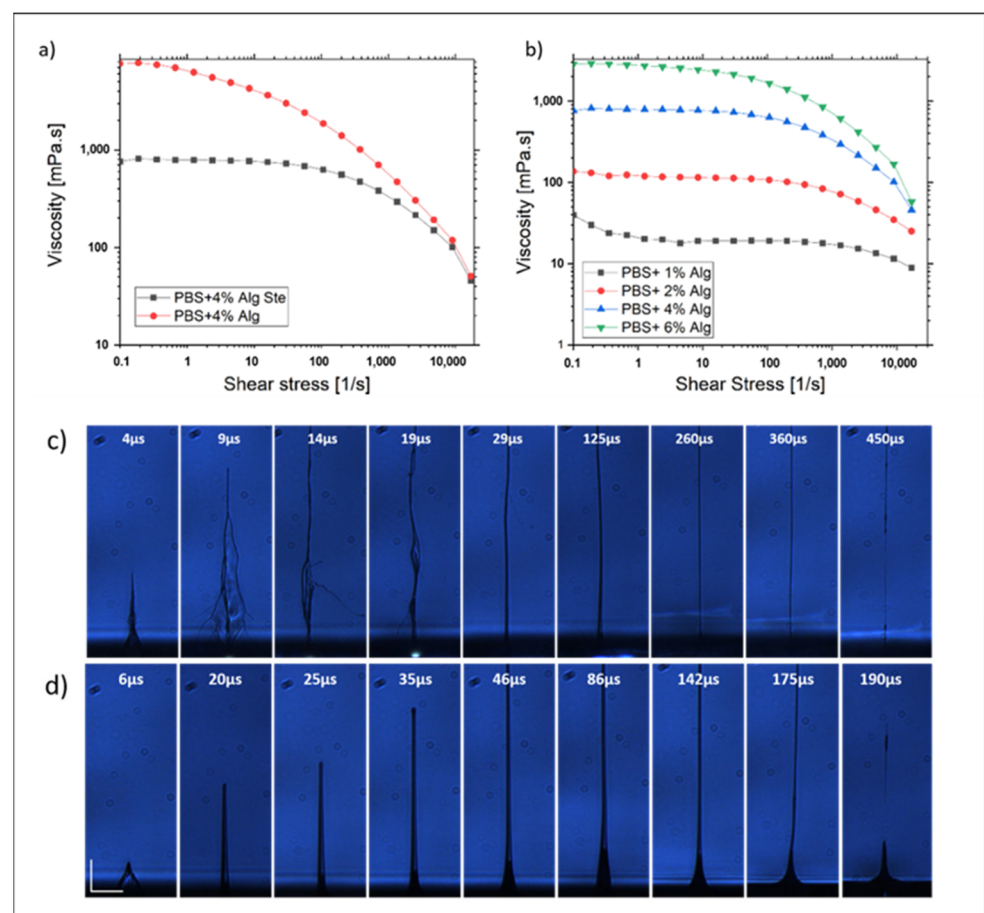 a)
Viscosity [mPa.s]
1,000
100
10
PBS+4% Alg Ste
PBS+4% Alg
0.1 1 10 100 1,000 10,000
Shear stress [1/s]
b)
Viscosity [mPa.s]
1,000
100
10
1
PBS+ 1% Alg
PBS+ 2% Alg
PBS+ 4% Alg
PBS+ 6% Alg
0.1 1 10 100 1,000 10,000
Shear Stress [1/s]
c)
4µs 9µs 14µs 19µs 29µs 125µs 260µs 360µs 450µs
d)
6µs 20µs 25µs 35µs 46µs 86µs 142µs 175µs 190µs